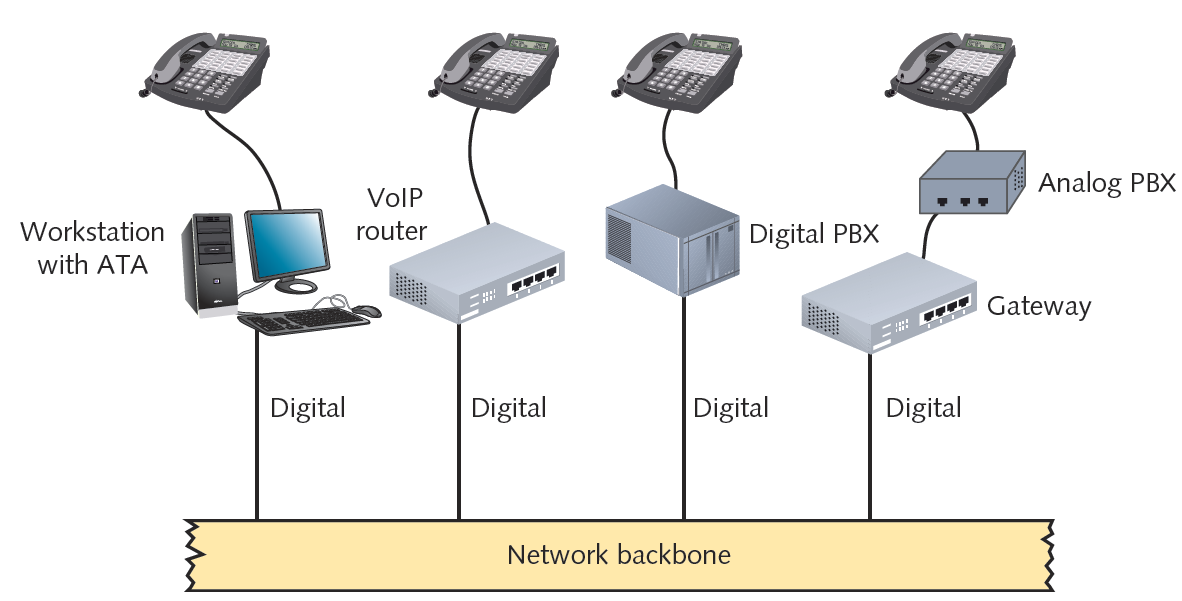 VoIP
router
Workstation
with ATA
Digital PBX
Analog PBX
Gateway
Digital
Digital
Digital
Digital
Network backbone